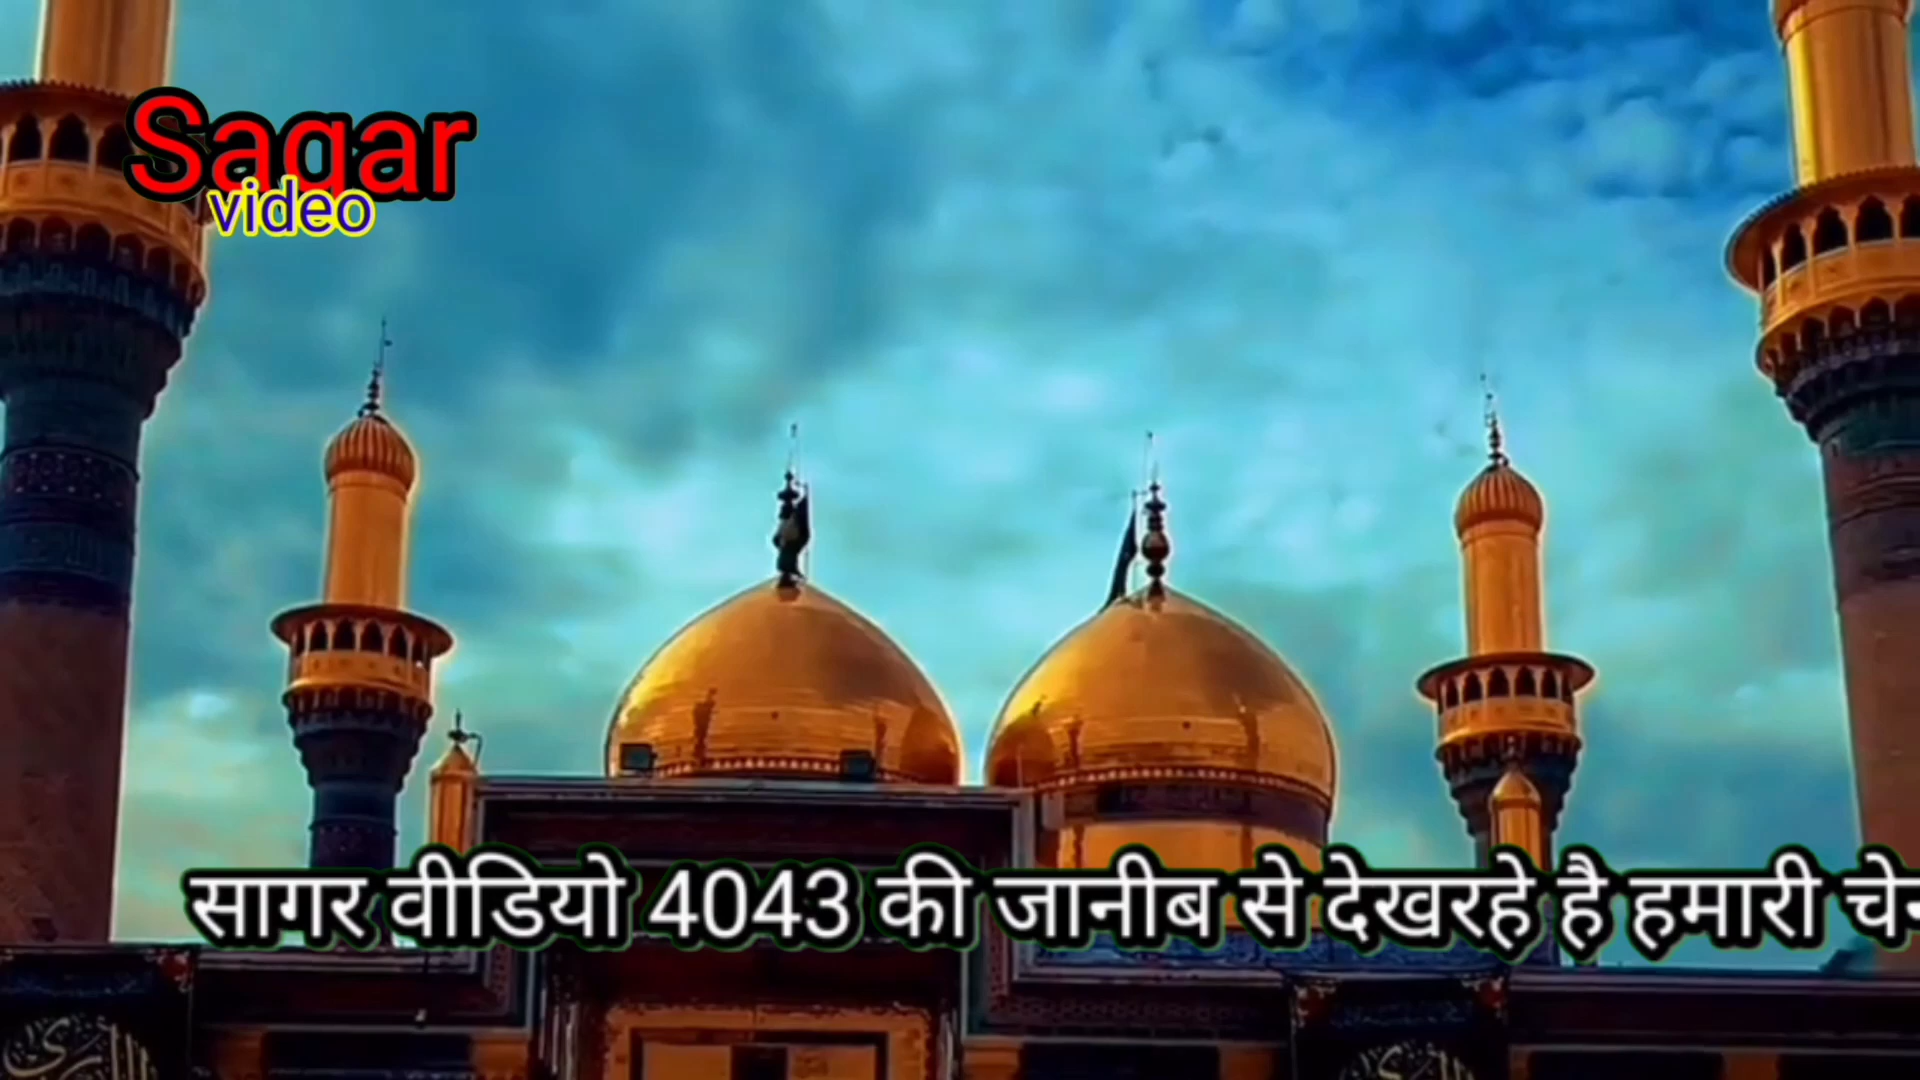 Sagar
video
सागर वीडियो 4043 की जानीब से देखरहे है हमारी